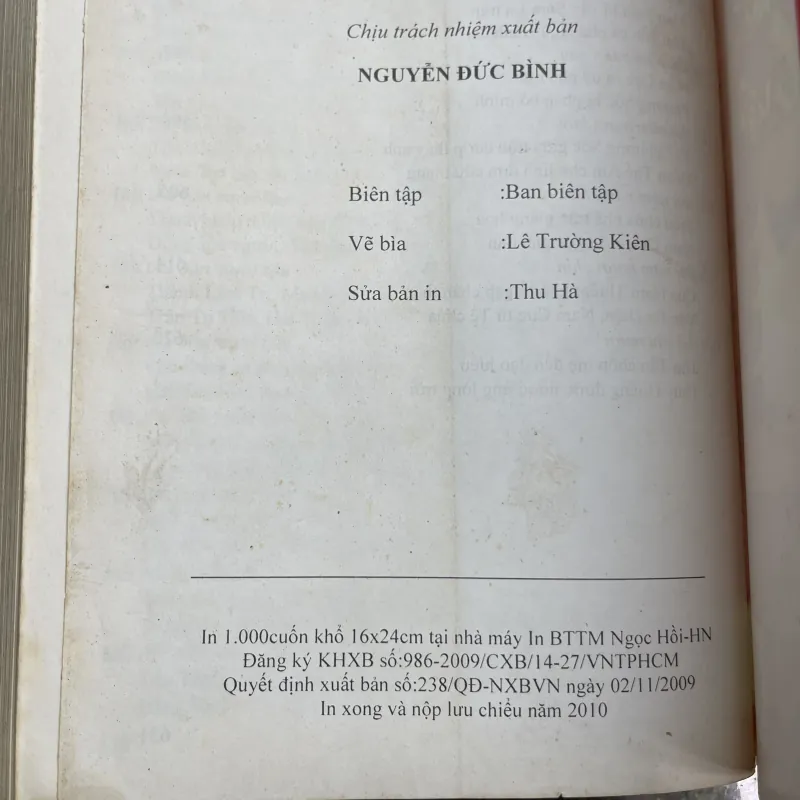 Chịu trách nhiệm xuất bản
NGUYỄN ĐỨC BÌNH
Biên tập :Ban biên tập
Vẽ bìa :Lê Trường Kiên
Sửa bản in :Thu Hà
In 1.000cuốn khổ 16x24cm tại nhà máy In BTTM Ngọc Hồi-HN
Đăng ký KHXB số:986-2009/CXB/14-27/VNTPHCM
Quyết định xuất bản số:238/QĐ-NXBVN ngày 02/11/2009
In xong và nộp lưu chiểu năm 2010